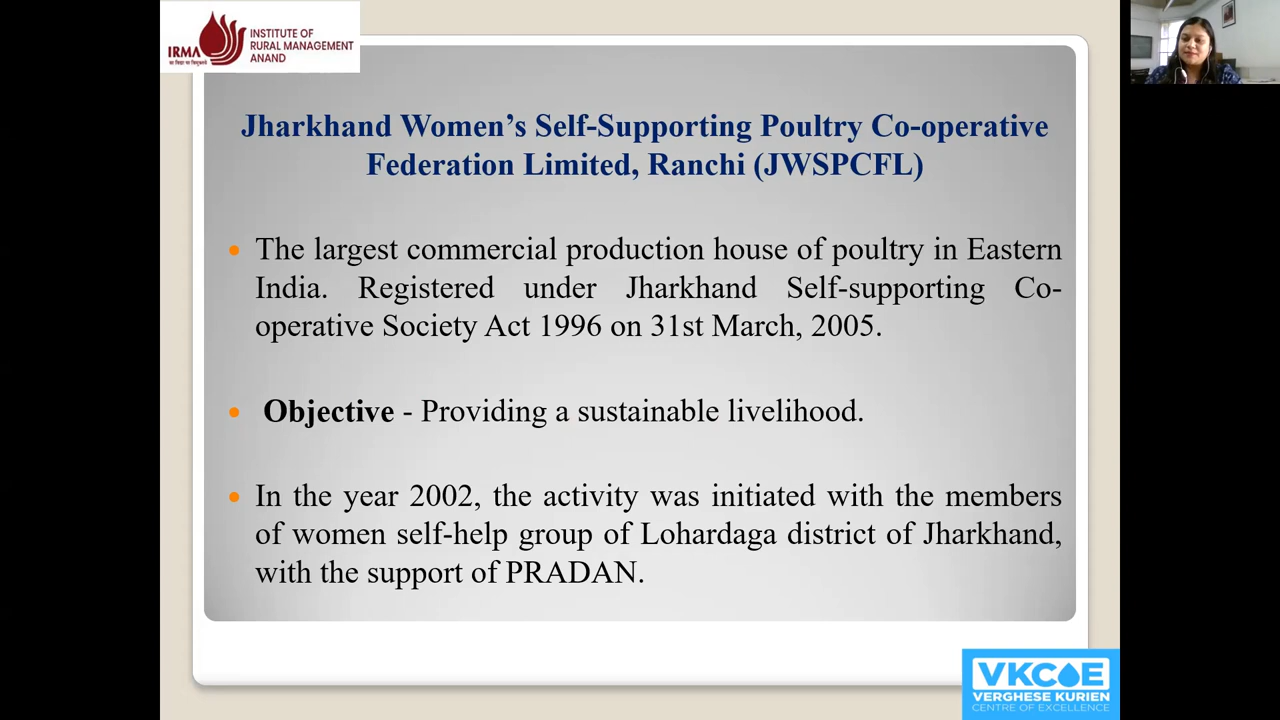 IRMA
INSTITUTE OF
RURAL MANAGEMENT
ANAND
Jharkhand Women’s Self-Supporting Poultry Co-operative
Federation Limited, Ranchi (JWSPCFL)
The largest commercial production house of poultry in Eastern
India. Registered under Jharkhand Self-supporting Co-
operative Society Act 1996 on 31st March, 2005.
Objective - Providing a sustainable livelihood.
In the year 2002, the activity was initiated with the members
of women self-help group of Lohardaga district of Jharkhand,
with the support of PRADAN.
VKCOE
VERGHESE KURIEN
CENTRE OF EXCELLENCE